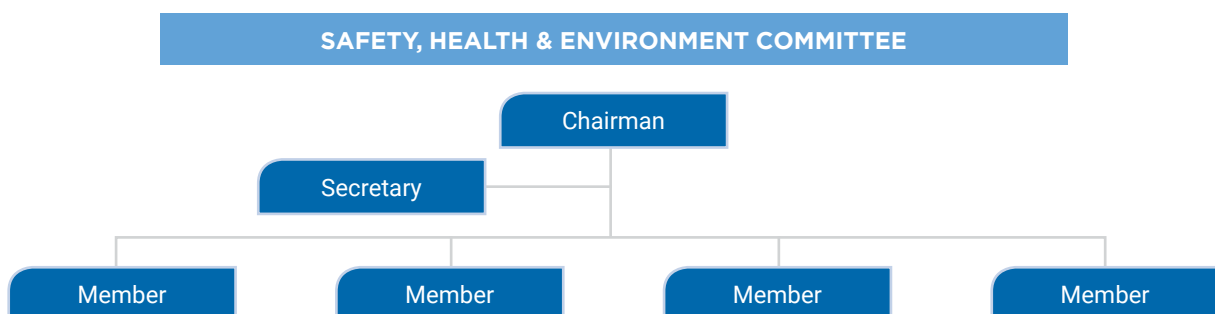 SAFETY, HEALTH & ENVIRONMENT COMMITTEE
Chairman
Secretary
Member
Member
Member
Member